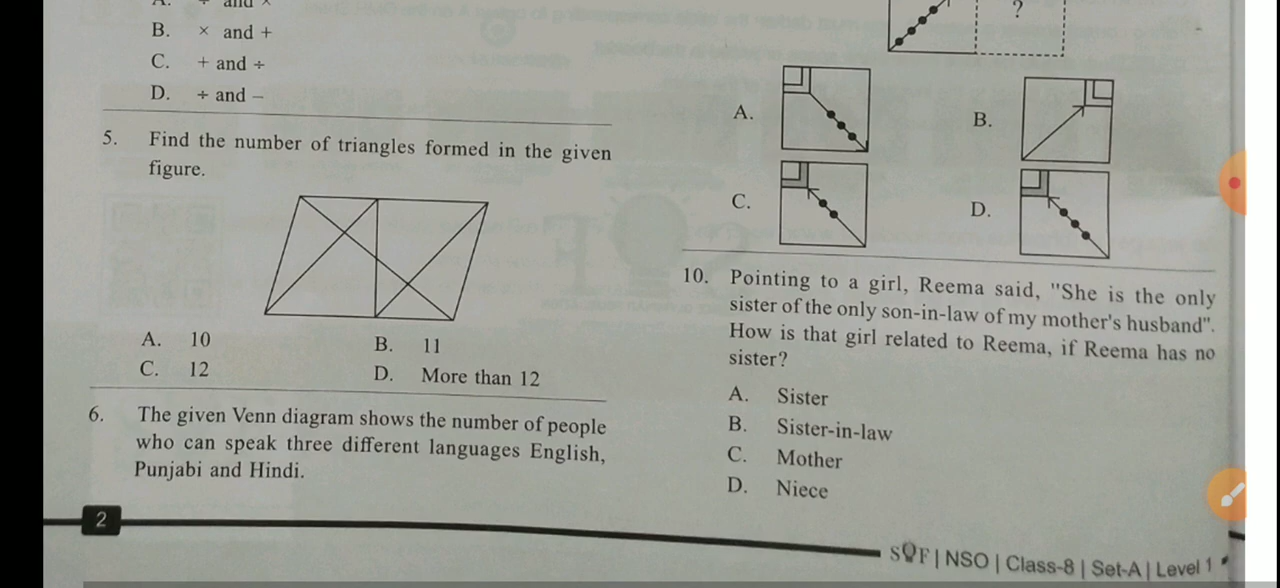 and ×
B. × and +
C. + and ÷
D. ÷ and –
5. Find the number of triangles formed in the given
figure.
A. 10
B. 11
C. 12
D. More than 12
6. The given Venn diagram shows the number of people
who can speak three different languages English,
Punjabi and Hindi.
?
A.
B.
C.
D.
10. Pointing to a girl, Reema said, "She is the only
sister of the only son-in-law of my mother's husband".
How is that girl related to Reema, if Reema has no
sister?
A. Sister
B. Sister-in-law
C. Mother
D. Niece
2
SOF | NSO | Class-8 | Set-A | Level 1